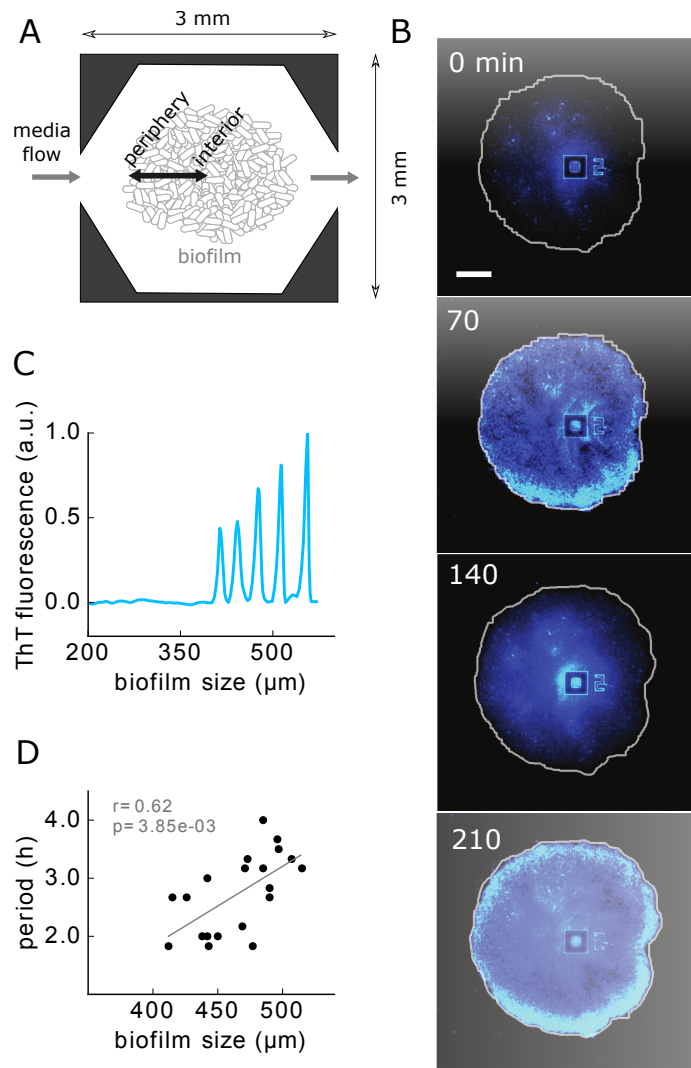 A
3 mm
media
flow
periphery
interior
biofilm
3 mm
B
0 min
70
140
210
C
ThT fluorescence (a.u.)
1.0
0.5
0.0
200
350
500
biofilm size (µm)
D
r= 0.62
p= 3.85e-03
period (h)
4.0
3.0
2.0
400
450
500
biofilm size (µm)